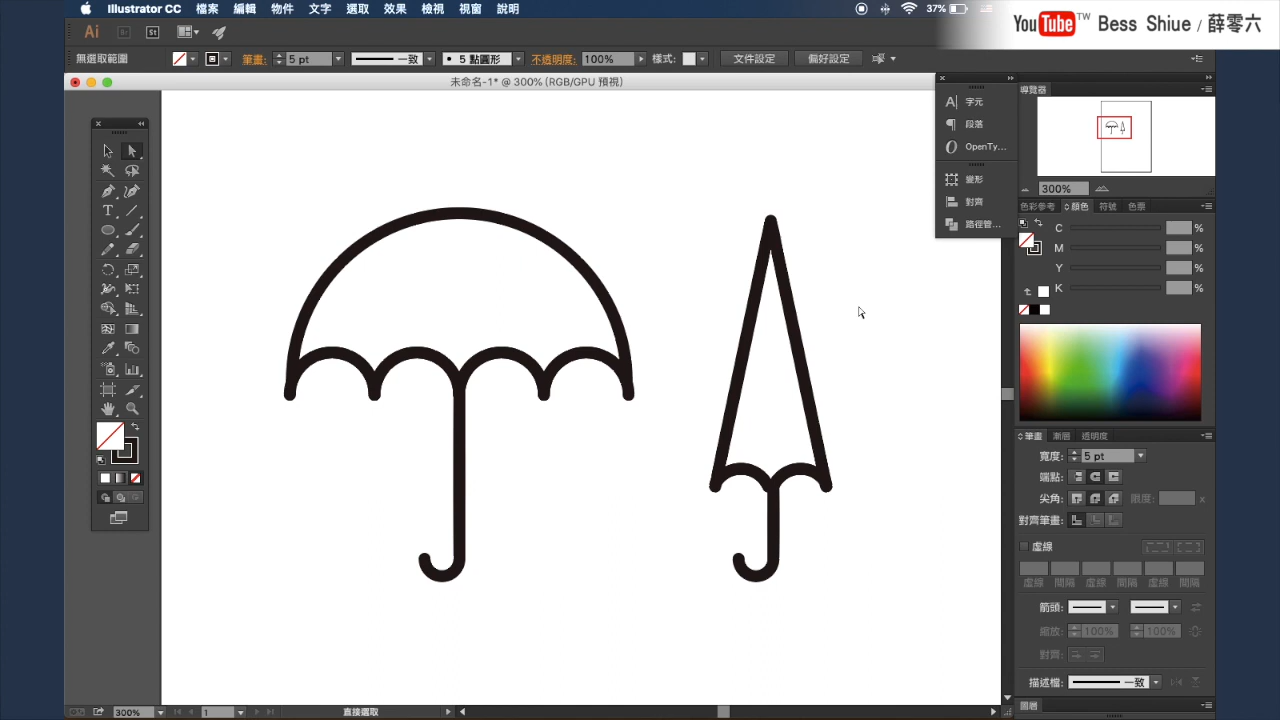 Illustrator CC 檔案 編輯 物件 文字 選取 效果 檢視 視窗 說明 37%
YouTube TW Bess Shiue / 薛零六
Ai Br St
無選取範圍 筆畫: 5 pt 一致 5 點圓形 不透明度: 100% 樣式: 文件設定 偏好設定
未命名-1* @ 300% (RGB/GPU 預視)
字元
段落
OpenTy...
變形
對齊
路徑管...
導覽器
300%
色彩參考 顏色 符號 色票
C %
M %
Y %
K %
筆畫 漸層 透明度
寬度: 5 pt
端點:
尖角: 限度: x
對齊筆畫:
虛線
虛線 間隔 虛線 間隔 虛線 間隔
箭頭:
縮放: 100% 100%
對齊:
描述檔: 一致
圖層
300% 1 直接選取